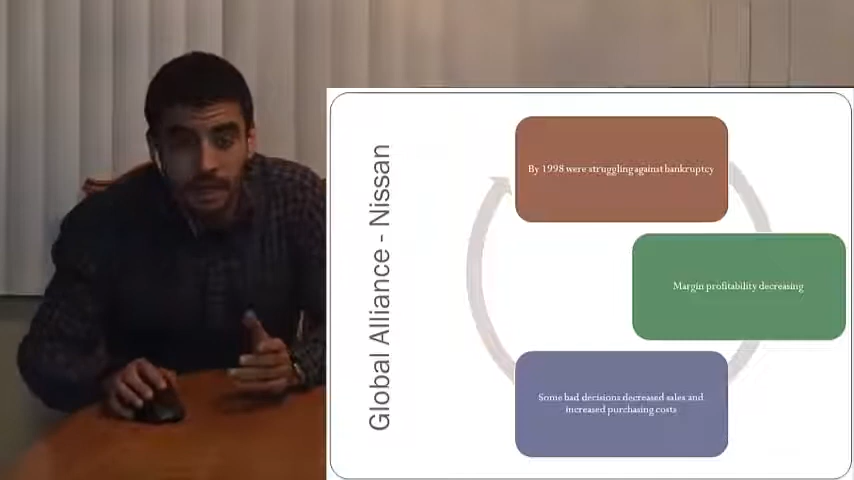 Global Alliance - Nissan
By 1998 were struggling against bankruptcy
Margin profitability decreasing
Some bad decisions decreased sales and
increased purchasing costs